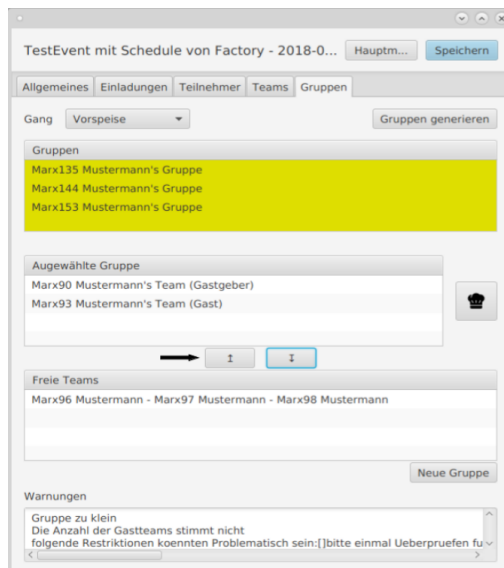 TestEvent mit Schedule von Factory - 2018-0...
Hauptm...
Speichern
Allgemeines
Einladungen
Teilnehmer
Teams
Gruppen
Gang
Vorspeise
Gruppen generieren
Gruppen
Marx135 Mustermann's Gruppe
Marx144 Mustermann's Gruppe
Marx153 Mustermann's Gruppe
Augewählte Gruppe
Marx90 Mustermann's Team (Gastgeber)
Marx93 Mustermann's Team (Gast)
Freie Teams
Marx96 Mustermann - Marx97 Mustermann - Marx98 Mustermann
Neue Gruppe
Warnungen
Gruppe zu klein
Die Anzahl der Gastteams stimmt nicht
folgende Restriktionen koennten Problematisch sein:[]bitte einmal Ueberpruefen fu